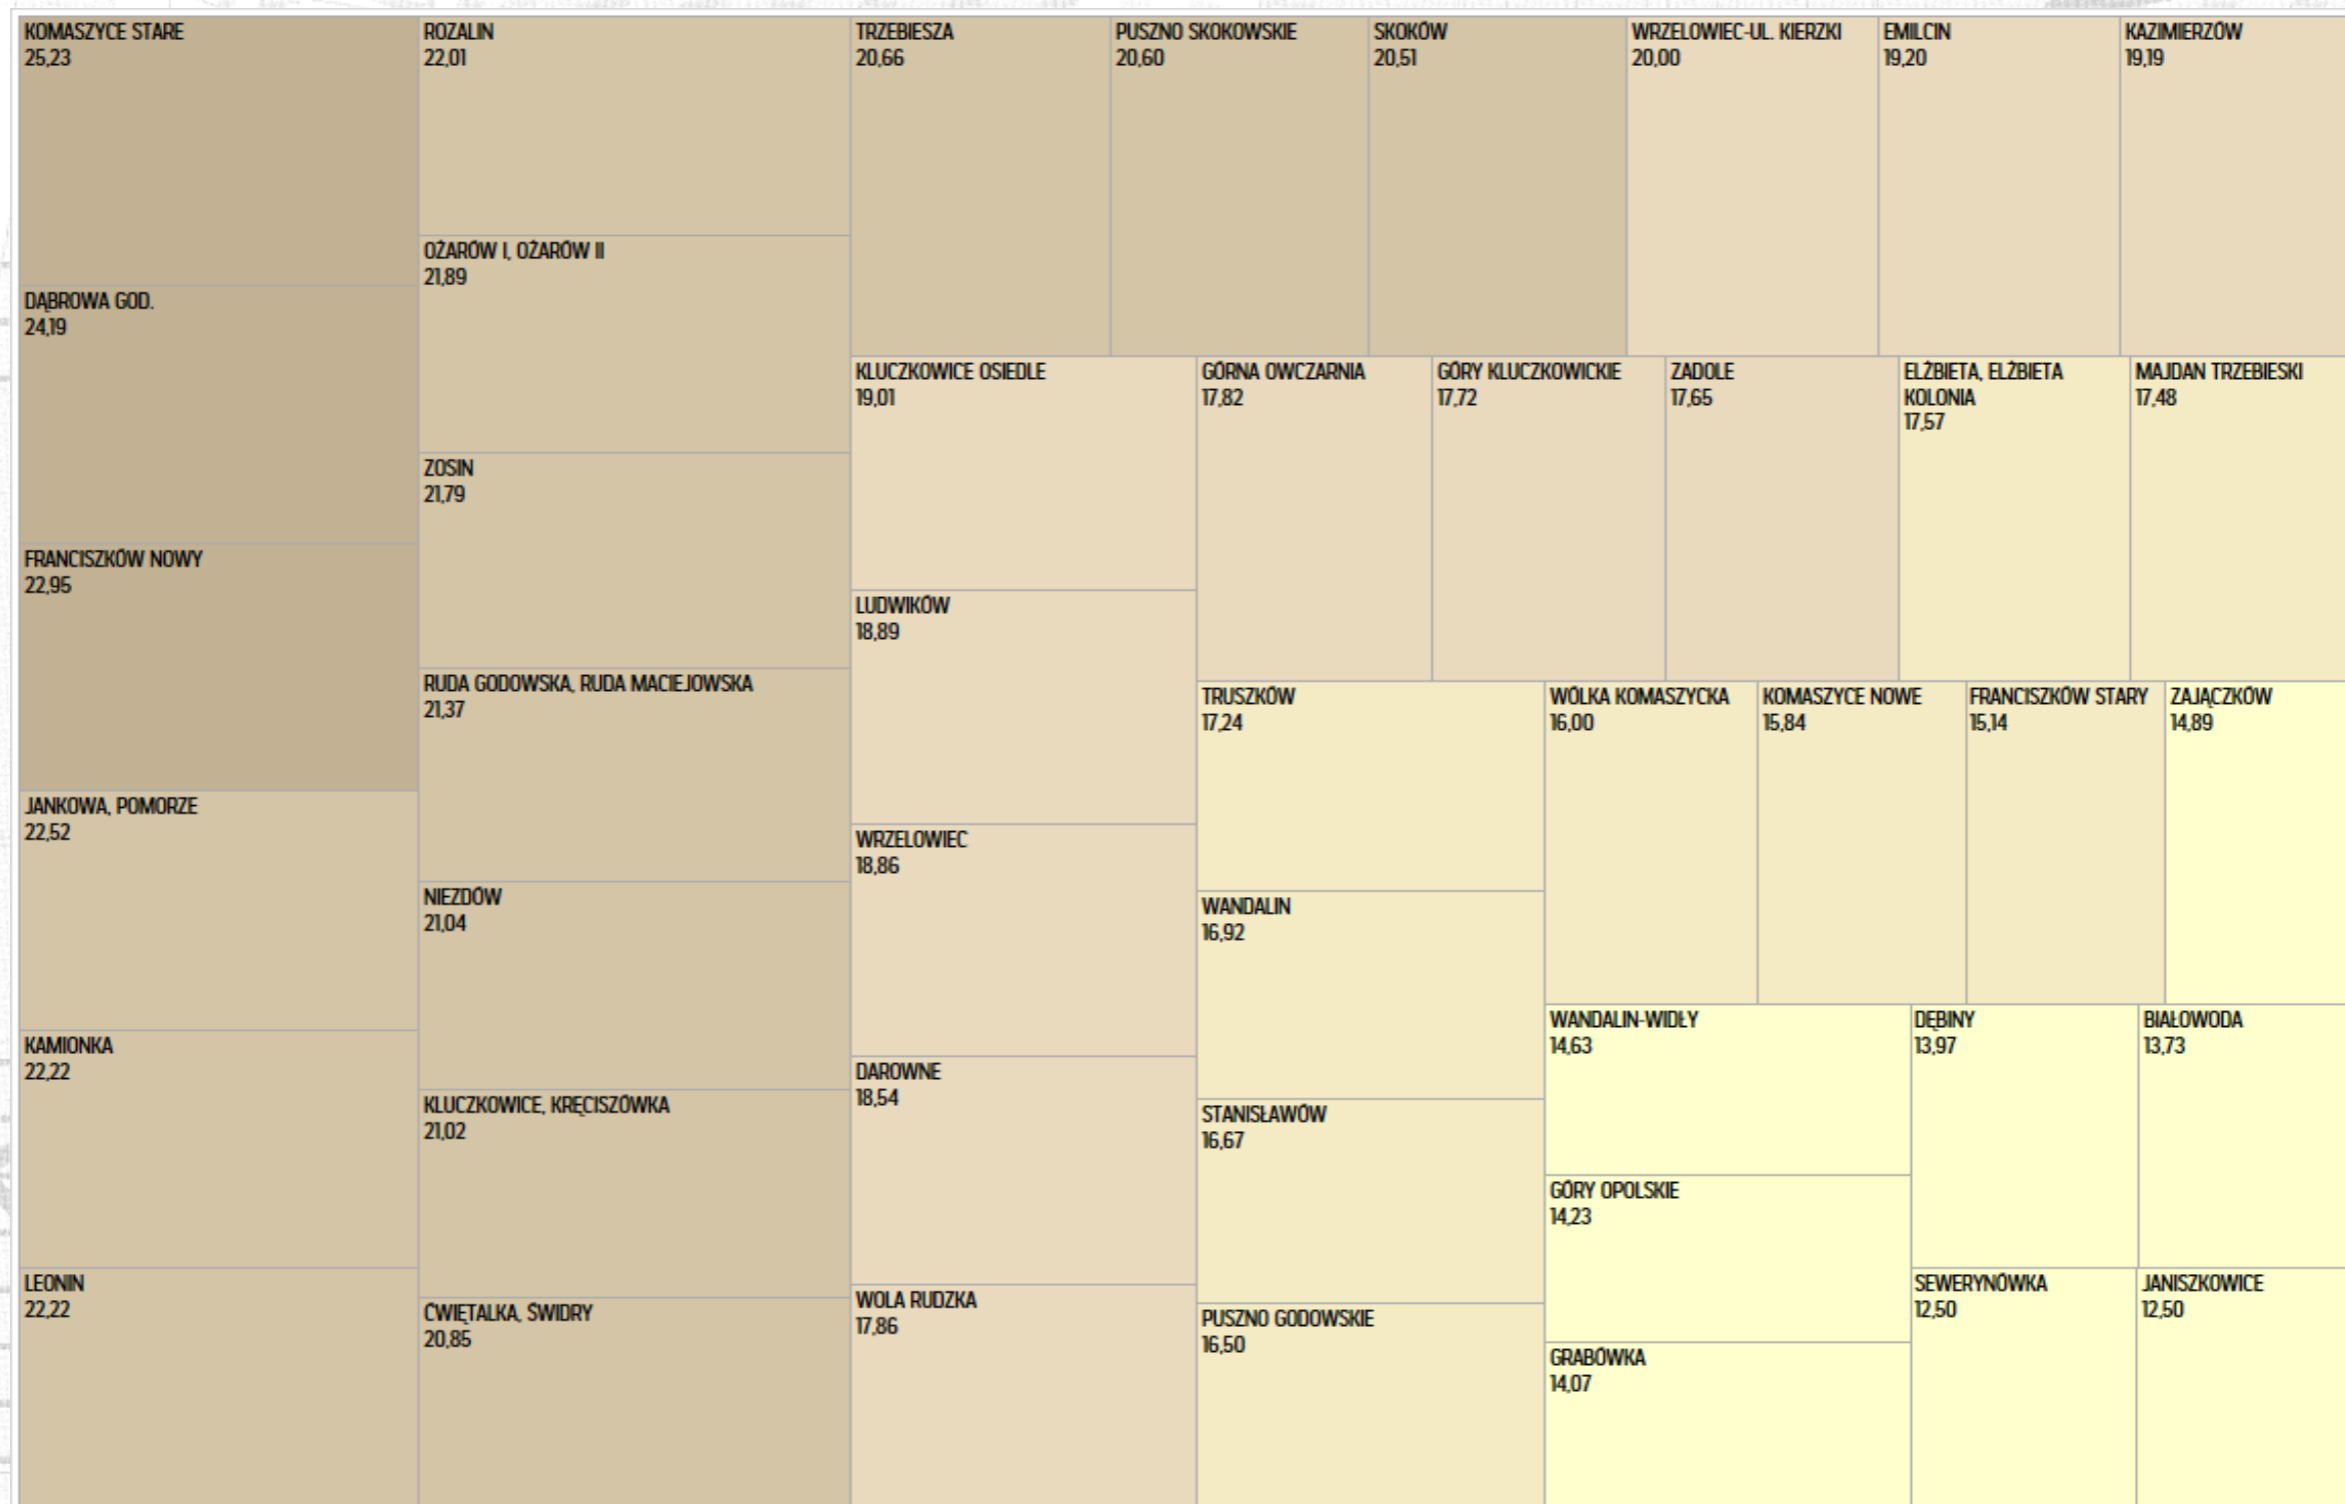 KOMASZYCE STARE
25,23
DĄBROWA GOD.
24,19
FRANCISZKÓW NOWY
22,95
JANKOWA, POMORZE
22,52
KAMIONKA
22,22
LEONIN
22,22
ROZALIN
22,01
OŻARÓW I, OŻARÓW II
21,89
ZOSIN
21,79
RUDA GODOWSKA, RUDA MACIEJOWSKA
21,37
NIEZDÓW
21,04
KLUCZKOWICE, KRĘCISZÓWKA
21,02
ĆWIĘTALKA, ŚWIDRY
20,85
TRZEBIESZA
20,66
PUSZNO SKOKOWSKIE
20,60
SKOKÓW
20,51
WRZELOWIEC-UL. KIERZKI
20,00
EMILCIN
19,20
KAZIMIERZÓW
19,19
KLUCZKOWICE OSIEDLE
19,01
LUDWIKÓW
18,89
WRZELOWIEC
18,86
DAROWNE
18,54
WOLA RUDZKA
17,86
GÓRNA OWCZARNIA
17,82
GÓRY KLUCZKOWICKIE
17,72
ZADOLE
17,65
ELŻBIETA, ELŻBIETA
KOLONIA
17,57
MAJDAN TRZEBIESKI
17,48
TRUSZKÓW
17,24
WANDALIN
16,92
STANISŁAWÓW
16,67
PUSZNO GODOWSKIE
16,50
WÓLKA KOMASZYCKA
16,00
KOMASZYCE NOWE
15,84
FRANCISZKÓW STARY
15,14
ZAJĄCZKÓW
14,89
WANDALIN-WIDŁY
14,63
GÓRY OPOLSKIE
14,23
GRABÓWKA
14,07
DĘBINY
13,97
BIAŁOWODA
13,73
SEWERYNÓWKA
12,50
JANISZKOWICE
12,50